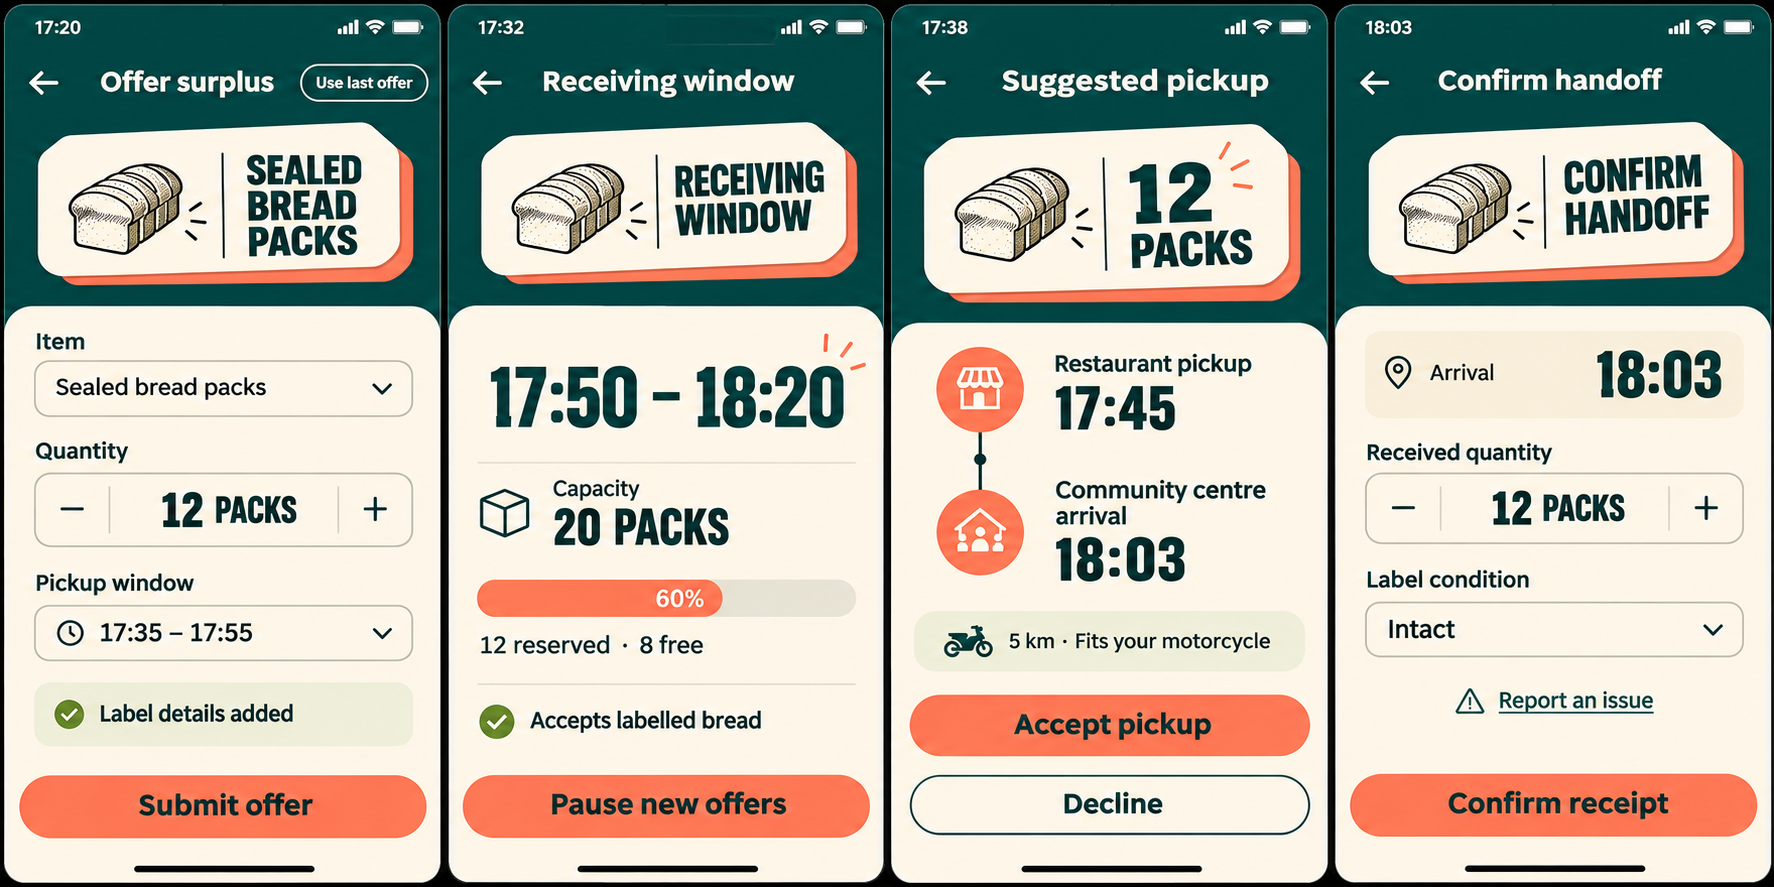 17:20
Offer surplus
Use last offer
SEALED
BREAD
PACKS
Item
Sealed bread packs
Quantity
− 12 PACKS +
Pickup window
17:35 – 17:55
Label details added
Submit offer
17:32
Receiving window
RECEIVING
WINDOW
17:50 – 18:20
Capacity
20 PACKS
60%
12 reserved · 8 free
Accepts labelled bread
Pause new offers
17:38
Suggested pickup
12
PACKS
Restaurant pickup
17:45
Community centre
arrival
18:03
5 km · Fits your motorcycle
Accept pickup
Decline
18:03
Confirm handoff
CONFIRM
HANDOFF
Arrival 18:03
Received quantity
− 12 PACKS +
Label condition
Intact
Report an issue
Confirm receipt